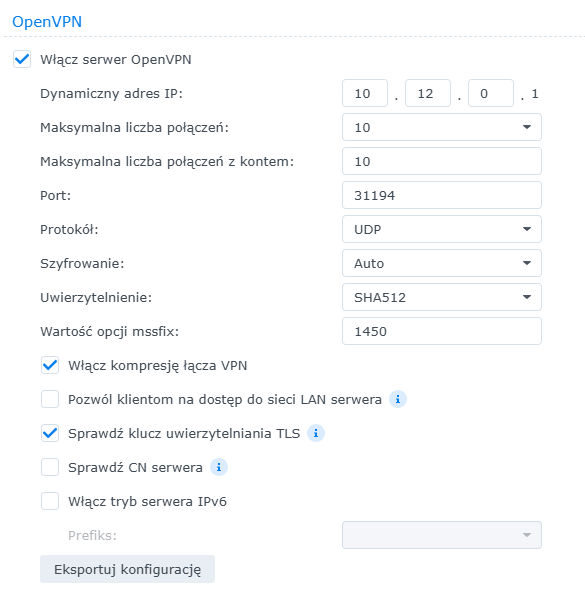 OpenVPN
Włącz serwer OpenVPN
Dynamiczny adres IP: 10 . 12 . 0 . 1
Maksymalna liczba połączeń: 10
Maksymalna liczba połączeń z kontem: 10
Port: 31194
Protokół: UDP
Szyfrowanie: Auto
Uwierzytelnienie: SHA512
Wartość opcji mssfix: 1450
Włącz kompresję łącza VPN
Pozwól klientom na dostęp do sieci LAN serwera i
Sprawdź klucz uwierzytelniania TLS i
Sprawdź CN serwera i
Włącz tryb serwera IPv6
Prefiks:
Eksportuj konfigurację